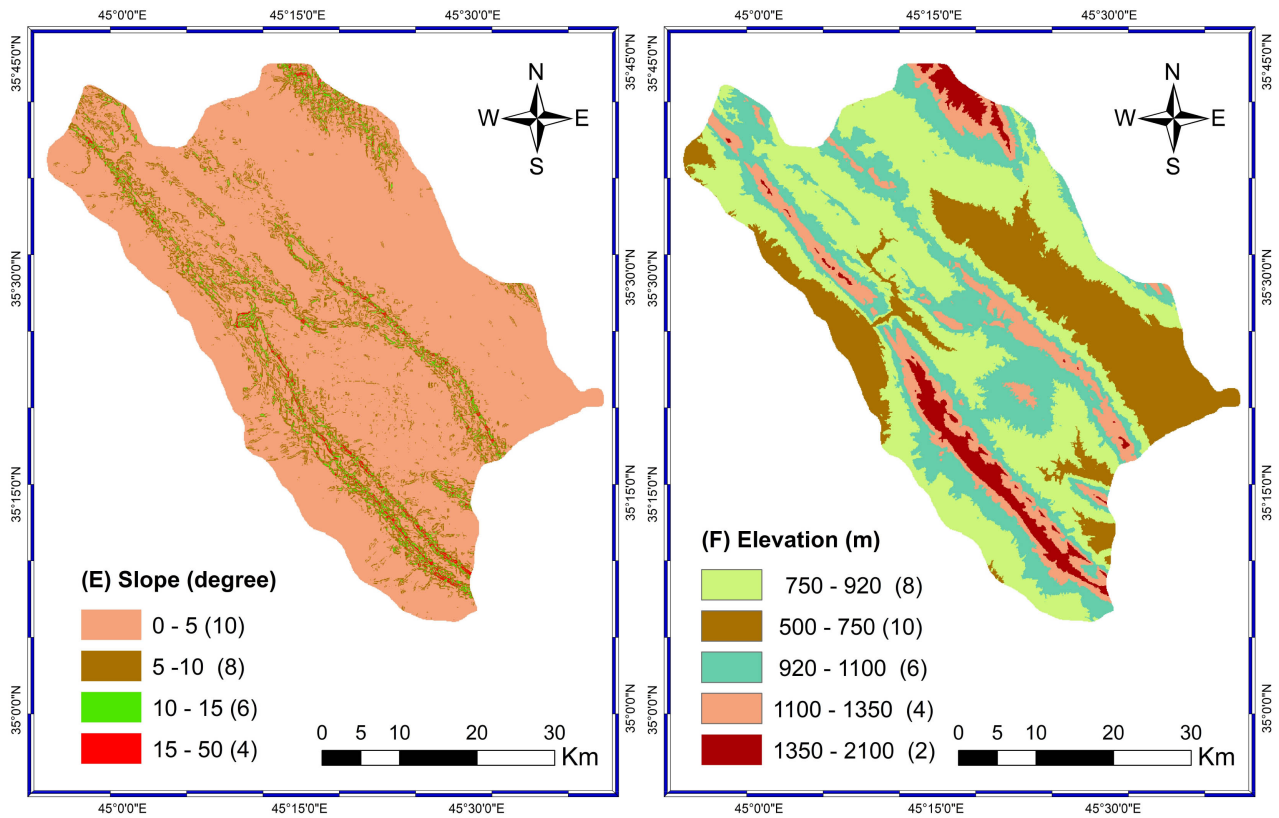 45°0'0"E 45°15'0"E 45°30'0"E
35°45'0"N 35°45'0"N
N
W E
S
35°30'0"N 35°30'0"N
35°15'0"N 35°15'0"N
35°0'0"N 35°0'0"N
(E) Slope (degree)
0 - 5 (10)
5 -10 (8)
10 - 15 (6)
15 - 50 (4)
0 5 10 20 30
Km
45°0'0"E 45°15'0"E 45°30'0"E
45°0'0"E 45°15'0"E 45°30'0"E
35°45'0"N 35°45'0"N
N
W E
S
35°30'0"N 35°30'0"N
35°15'0"N 35°15'0"N
35°0'0"N 35°0'0"N
(F) Elevation (m)
750 - 920 (8)
500 - 750 (10)
920 - 1100 (6)
1100 - 1350 (4)
1350 - 2100 (2)
0 5 10 20 30
Km
45°0'0"E 45°15'0"E 45°30'0"E